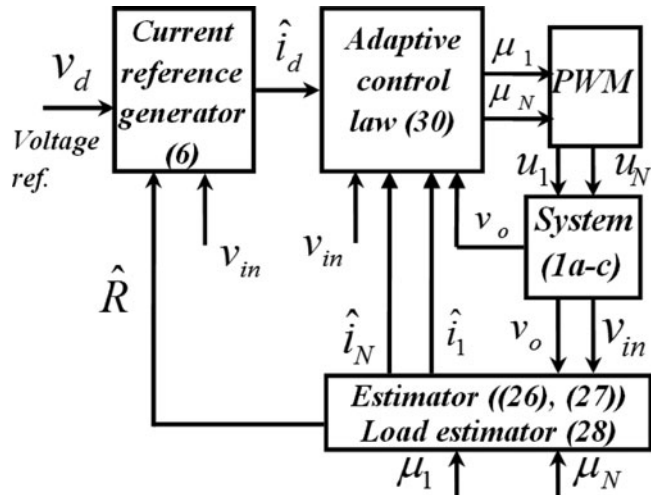 Current
reference
generator
(6)
Adaptive
control
law (30)
PWM
v_d
Voltage
ref.
î_d
μ_1
μ_N
u_1
u_N
System
(1a-c)
v_in
v_in
v_o
R̂
î_N
î_1
v_o
v_in
Estimator ((26), (27))
Load estimator (28)
μ_1
μ_N